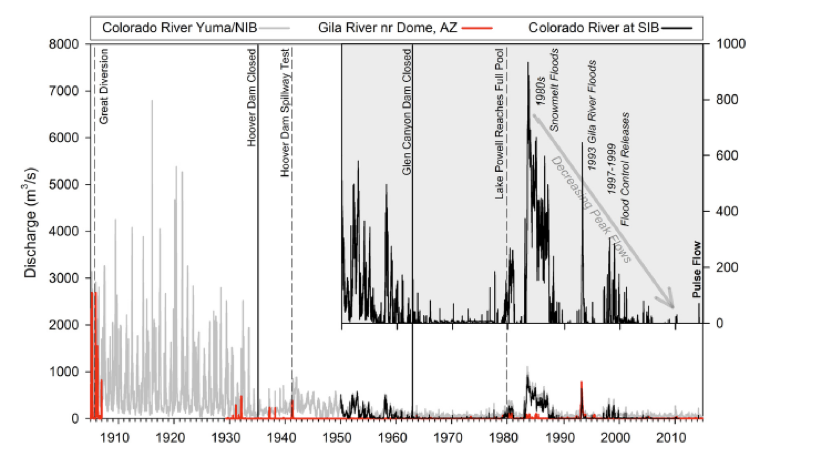 Colorado River Yuma/NIB
Gila River nr Dome, AZ
Colorado River at SIB
8000
7000
6000
5000
4000
3000
2000
1000
0
Discharge (m³/s)
1000
800
600
400
200
0
Great Diversion
Hoover Dam Closed
Hoover Dam Spillway Test
Glen Canyon Dam Closed
Lake Powell Reaches Full Pool
1980s
Snowmelt Floods
1993 Gila River Floods
1997-1999
Flood Control Releases
Decreasing Peak Flows
Pulse Flow
1910
1920
1930
1940
1950
1960
1970
1980
1990
2000
2010